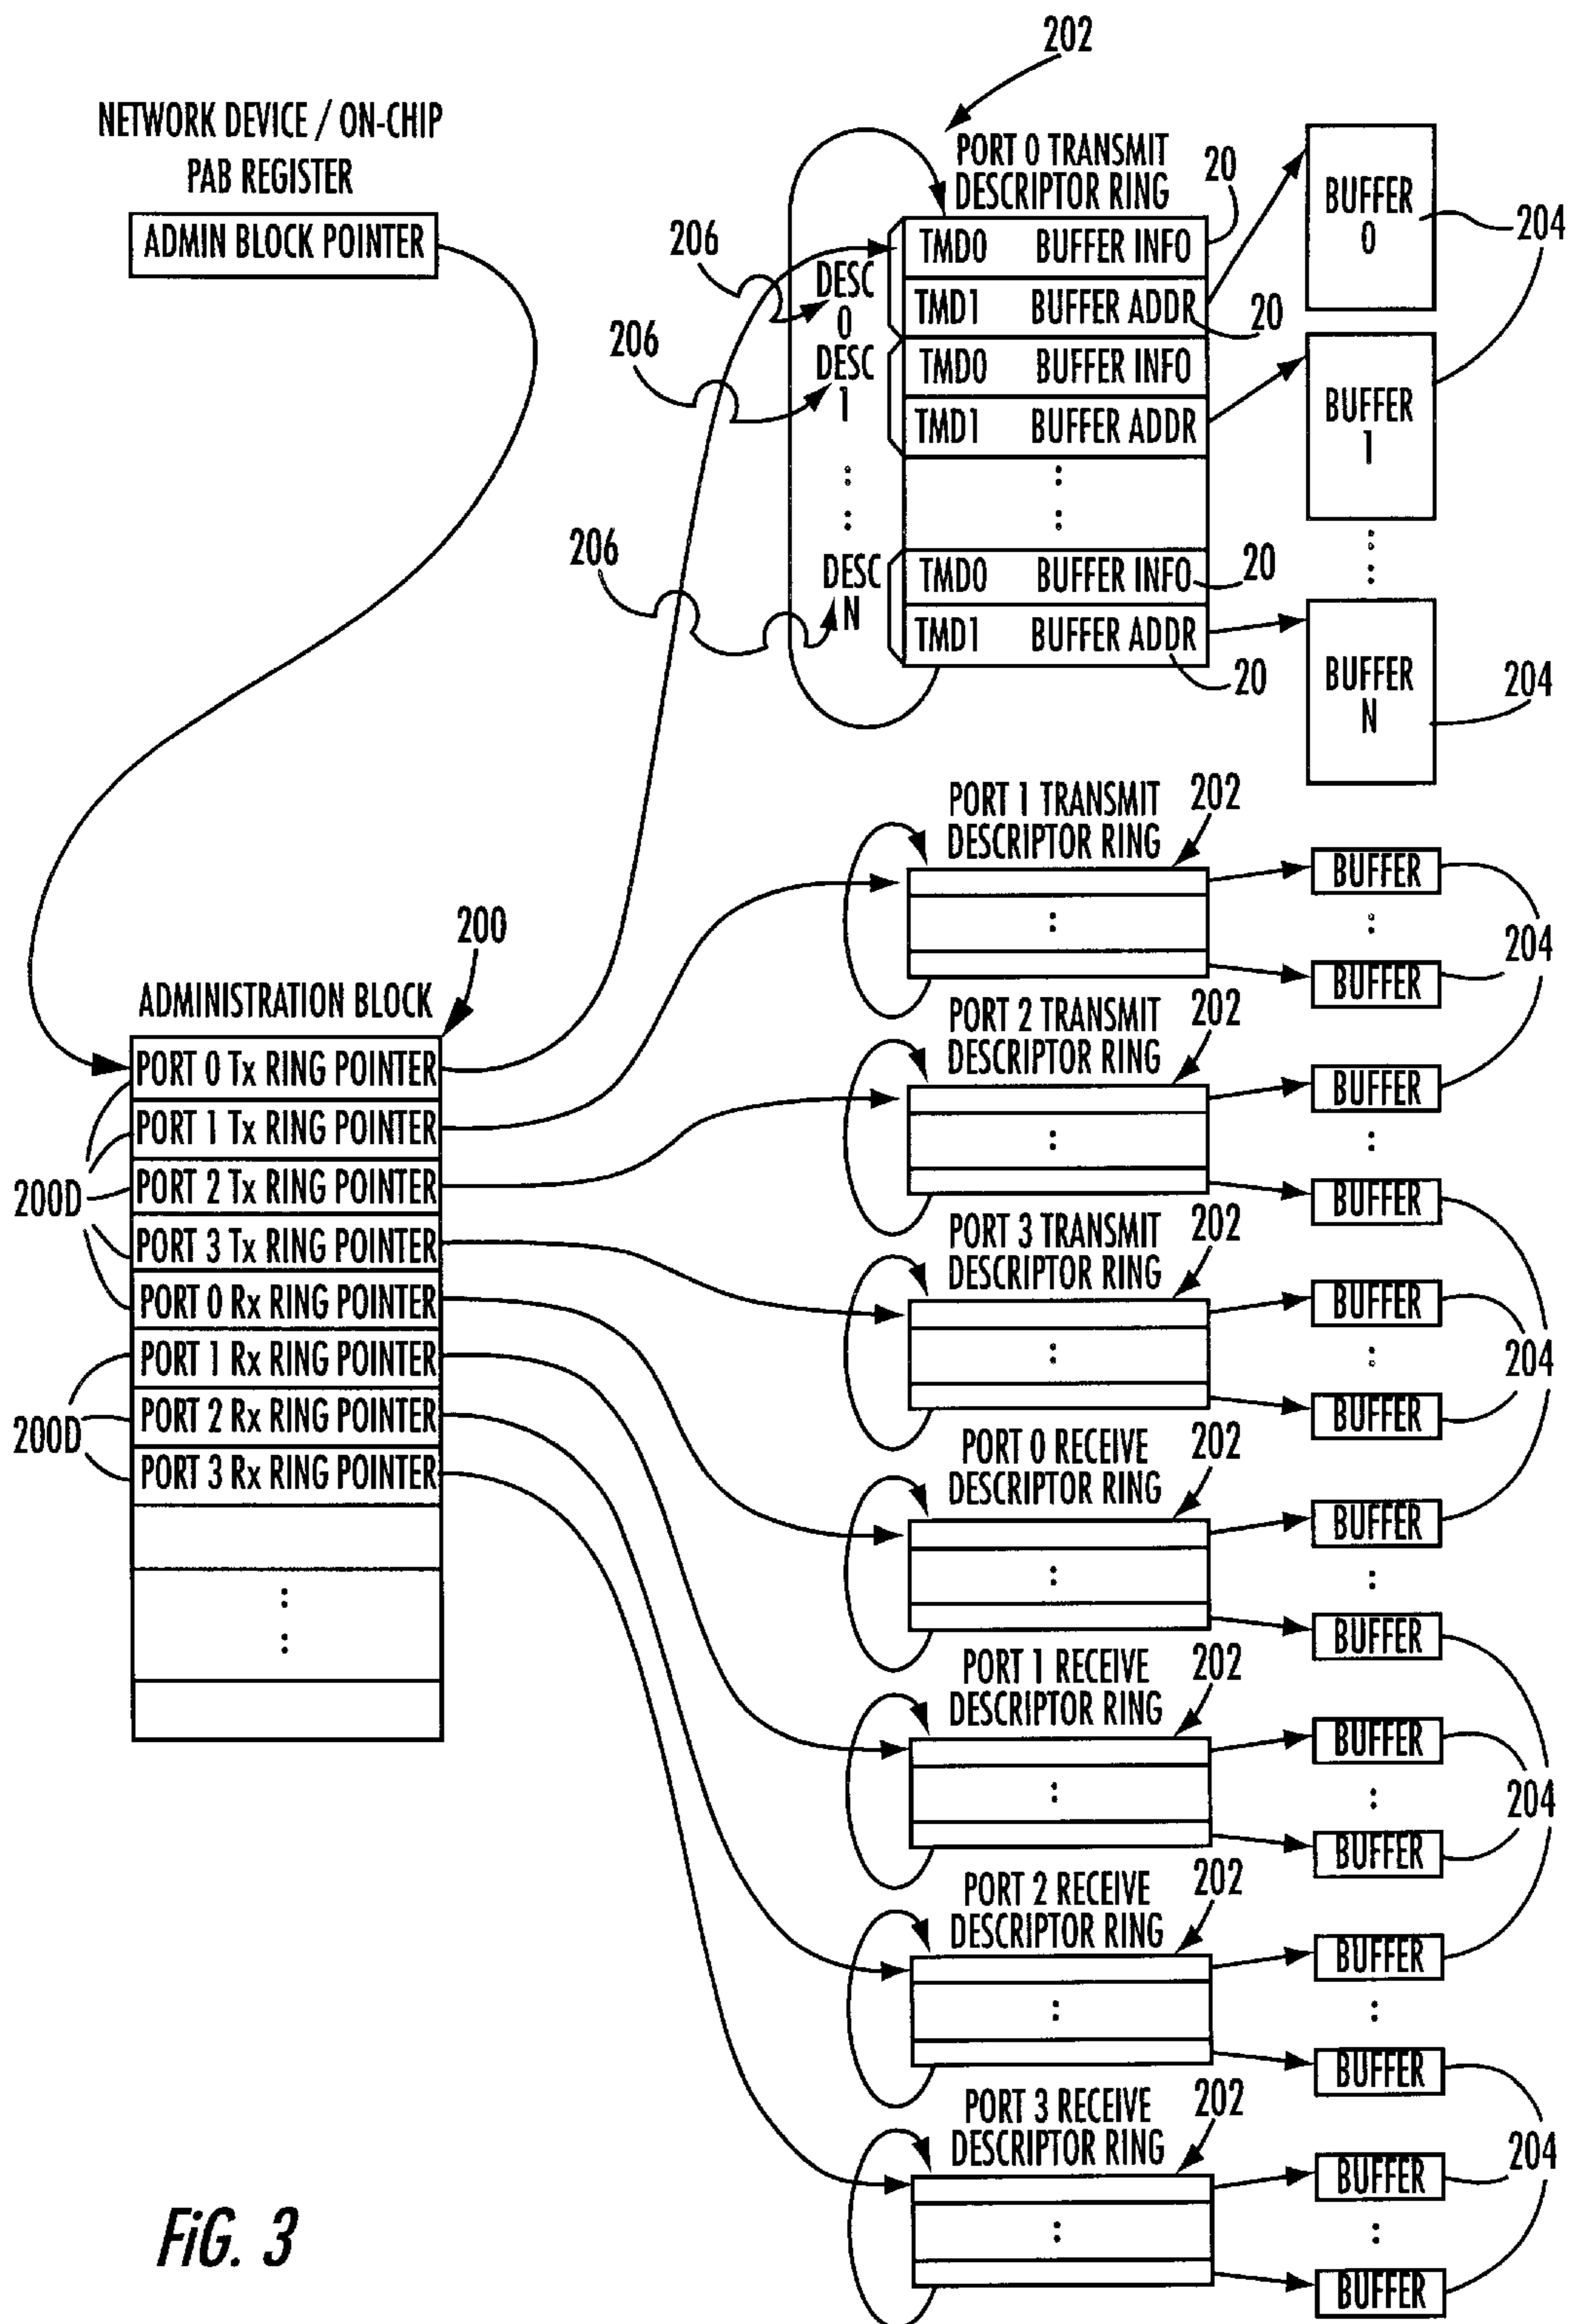 202
NETWORK DEVICE / ON-CHIP
PAB REGISTER
ADMIN BLOCK POINTER
PORT 0 TRANSMIT
DESCRIPTOR RING
20
206
DESC
0
TMD0 BUFFER INFO
TMD1 BUFFER ADDR
20
BUFFER
0
204
206
DESC
1
TMD0 BUFFER INFO
TMD1 BUFFER ADDR
BUFFER
1
206
DESC
N
TMD0 BUFFER INFO
20
TMD1 BUFFER ADDR
20
BUFFER
N
204
PORT 1 TRANSMIT
DESCRIPTOR RING
202
BUFFER
BUFFER
204
200
ADMINISTRATION BLOCK
PORT 0 Tx RING POINTER
PORT 1 Tx RING POINTER
PORT 2 Tx RING POINTER
PORT 3 Tx RING POINTER
PORT 0 Rx RING POINTER
PORT 1 Rx RING POINTER
PORT 2 Rx RING POINTER
PORT 3 Rx RING POINTER
200D
200D
PORT 2 TRANSMIT
DESCRIPTOR RING
202
BUFFER
BUFFER
PORT 3 TRANSMIT
DESCRIPTOR RING
202
BUFFER
BUFFER
204
PORT 0 RECEIVE
DESCRIPTOR RING
202
BUFFER
BUFFER
PORT 1 RECEIVE
DESCRIPTOR RING
202
BUFFER
BUFFER
204
PORT 2 RECEIVE
DESCRIPTOR RING
202
BUFFER
BUFFER
PORT 3 RECEIVE
DESCRIPTOR RING
202
BUFFER
BUFFER
204
FiG. 3